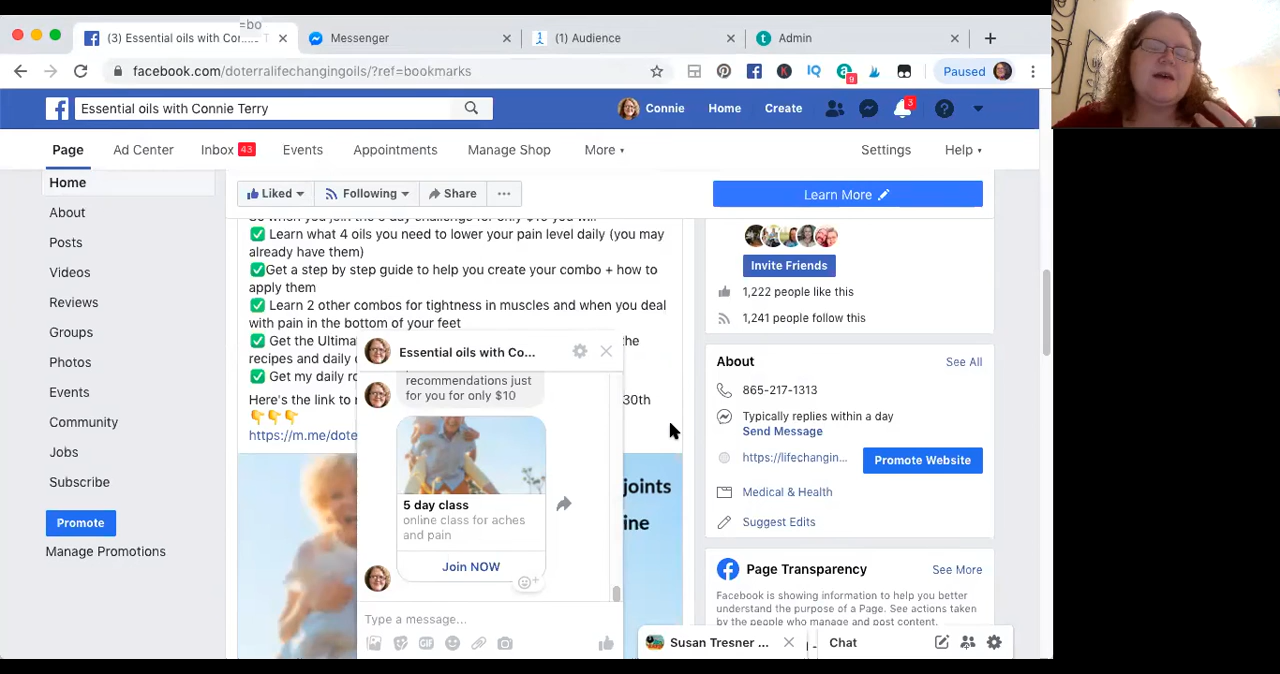 =bo
(3) Essential oils with Con
Messenger
(1) Audience
Admin
facebook.com/doterralifechangingoils/?ref=bookmarks
9
Paused
Essential oils with Connie Terry
Connie
Home
Create
3
Page
Ad Center
Inbox 43
Events
Appointments
Manage Shop
More
Settings
Help
Home
About
Posts
Videos
Reviews
Groups
Photos
Events
Community
Jobs
Subscribe
Promote
Manage Promotions
Liked
Following
Share
Learn More
Learn what 4 oils you need to lower your pain level daily (you may
already have them)
Get a step by step guide to help you create your combo + how to
apply them
Learn 2 other combos for tightness in muscles and when you deal
with pain in the bottom of your feet
Get the Ultima the
recipes and daily
Get my daily ro
Here's the link to 30th
https://m.me/dote
joints
ine
Essential oils with Co...
recommendations just
for you for only $10
5 day class
online class for aches
and pain
Join NOW
Type a message...
GIF
Invite Friends
1,222 people like this
1,241 people follow this
About
See All
865-217-1313
Typically replies within a day
Send Message
https://lifechangin...
Promote Website
Medical & Health
Suggest Edits
Page Transparency
See More
Facebook is showing information to help you better
understand the purpose of a Page. See actions taken
by the people who manage and post content.
Susan Tresner ...
Chat